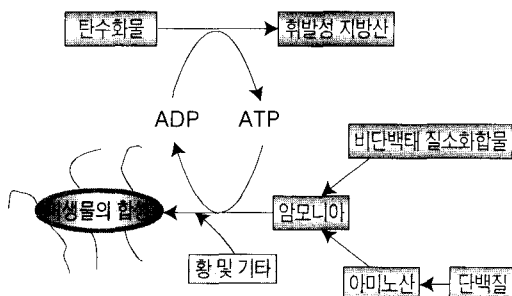 탄수화물
휘발성 지방산
ADP
ATP
비단백태 질소화합물
미생물의 합성
암모니아
황 및 기타
아미노산
단백질